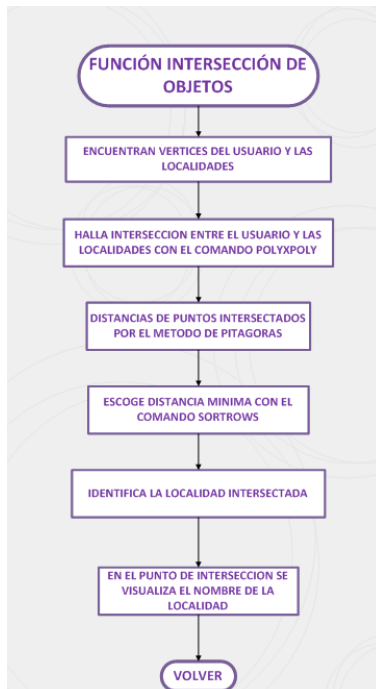 FUNCIÓN INTERSECCIÓN DE
OBJETOS
ENCUENTRAN VERTICES DEL USUARIO Y LAS
LOCALIDADES
HALLA INTERSECCION ENTRE EL USUARIO Y LAS
LOCALIDADES CON EL COMANDO POLYXPOLY
DISTANCIAS DE PUNTOS INTERSECTADOS
POR EL METODO DE PITAGORAS
ESCOGE DISTANCIA MINIMA CON EL
COMANDO SORTROWS
IDENTIFICA LA LOCALIDAD INTERSECTADA
EN EL PUNTO DE INTERSECCION SE
VISUALIZA EL NOMBRE DE LA
LOCALIDAD
VOLVER